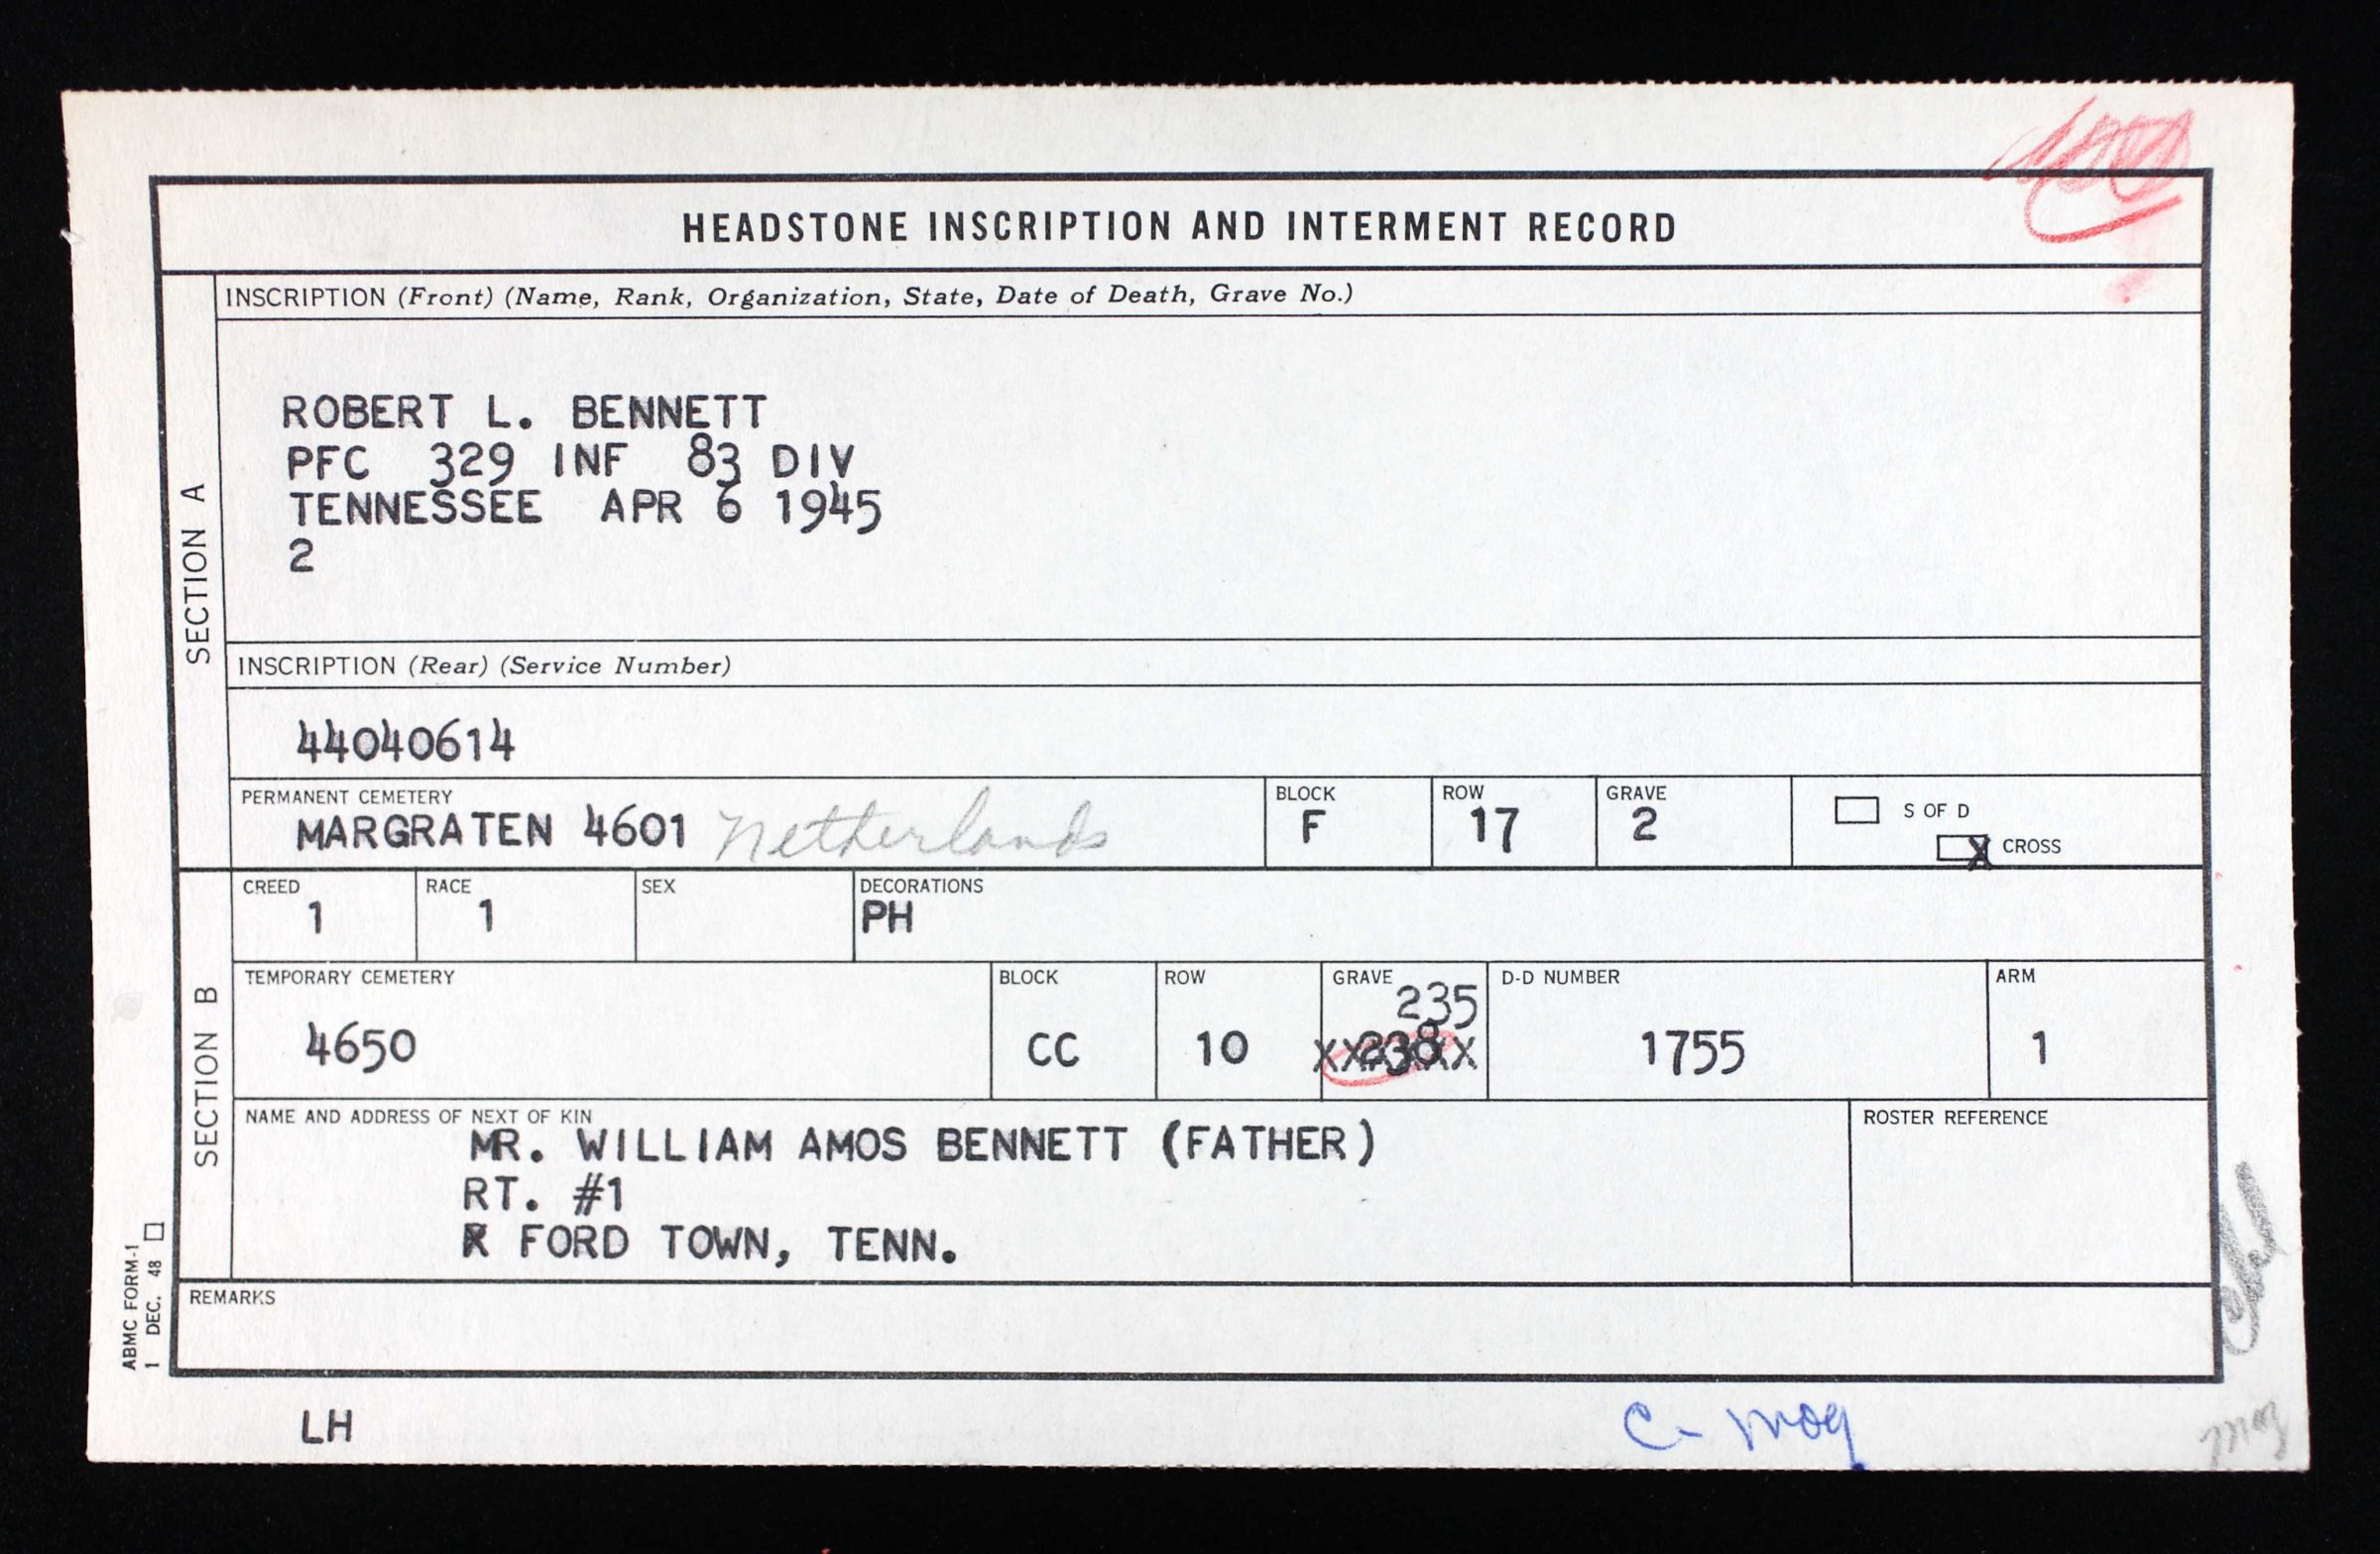 HEADSTONE INSCRIPTION AND INTERMENT RECORD
SECTION A
INSCRIPTION (Front) (Name, Rank, Organization, State, Date of Death, Grave No.)
ROBERT L. BENNETT
PFC 329 INF 83 DIV
TENNESSEE APR 6 1945
2
INSCRIPTION (Rear) (Service Number)
44040614
PERMANENT CEMETERY
MARGRATEN 4601 Netherlands
BLOCK
F
ROW
17
GRAVE
2
S OF D
X CROSS
SECTION B
CREED
1
RACE
1
SEX
DECORATIONS
PH
TEMPORARY CEMETERY
4650
BLOCK
CC
ROW
10
GRAVE
235
238
D-D NUMBER
1755
ARM
1
NAME AND ADDRESS OF NEXT OF KIN
MR. WILLIAM AMOS BENNETT (FATHER)
RT. #1
FORD TOWN, TENN.
ROSTER REFERENCE
REMARKS
ABMC FORM-1
1 DEC. 48
LH